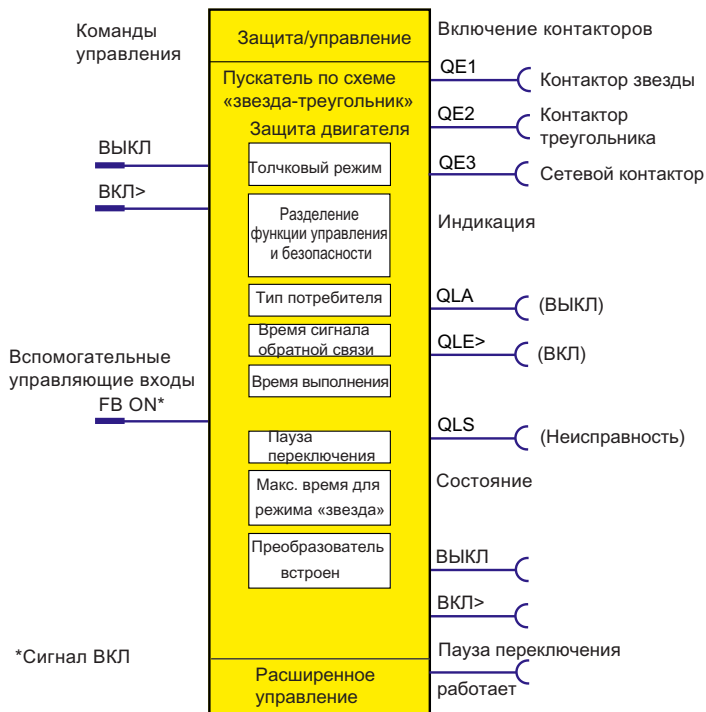 Команды
управления
ВЫКЛ
ВКЛ>
Вспомогательные
управляющие входы
FB ON*
*Сигнал ВКЛ
Защита/управление
Пускатель по схеме
«звезда-треугольник»
Защита двигателя
Толчковый режим
Разделение
функции управления
и безопасности
Тип потребителя
Время сигнала
обратной связи
Время выполнения
Пауза
переключения
Макс. время для
режима «звезда»
Преобразователь
встроен
Расширенное
управление
Включение контакторов
QE1
Контактор звезды
QE2
Контактор
треугольника
QE3
Сетевой контактор
Индикация
QLA
(ВЫКЛ)
QLE>
(ВКЛ)
QLS
(Неисправность)
Состояние
ВЫКЛ
ВКЛ>
Пауза переключения
работает